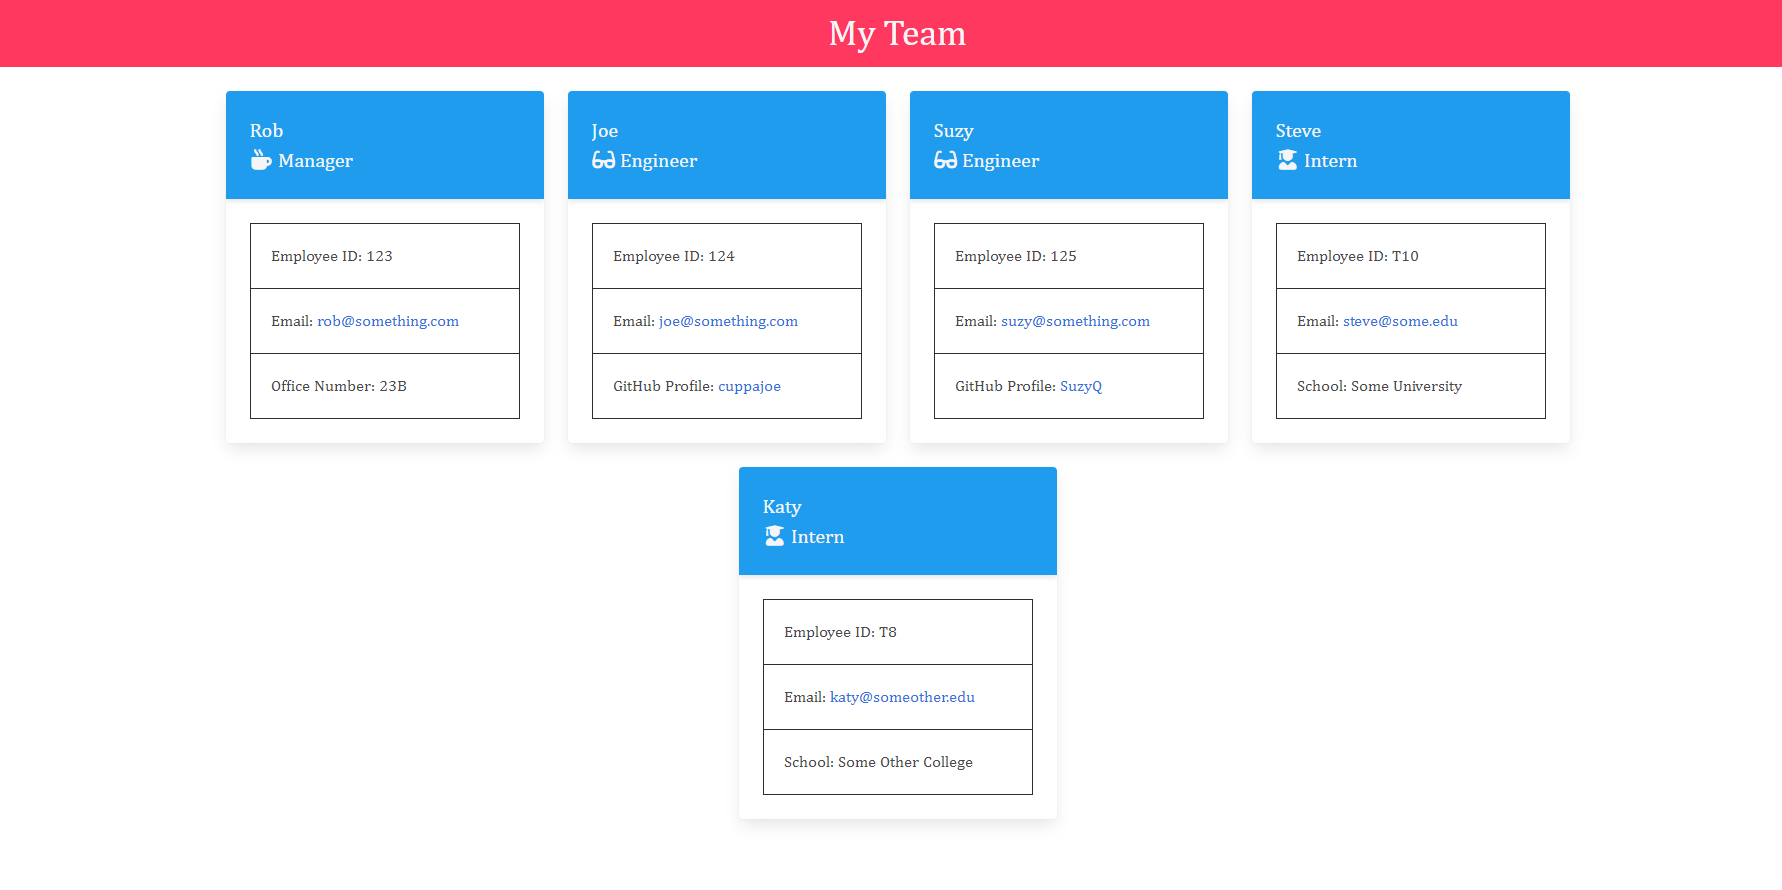 My Team
Rob
Manager
Employee ID: 123
Email: rob@something.com
Office Number: 23B
Joe
Engineer
Employee ID: 124
Email: joe@something.com
GitHub Profile: cuppajoe
Suzy
Engineer
Employee ID: 125
Email: suzy@something.com
GitHub Profile: SuzyQ
Steve
Intern
Employee ID: T10
Email: steve@some.edu
School: Some University
Katy
Intern
Employee ID: T8
Email: katy@someother.edu
School: Some Other College